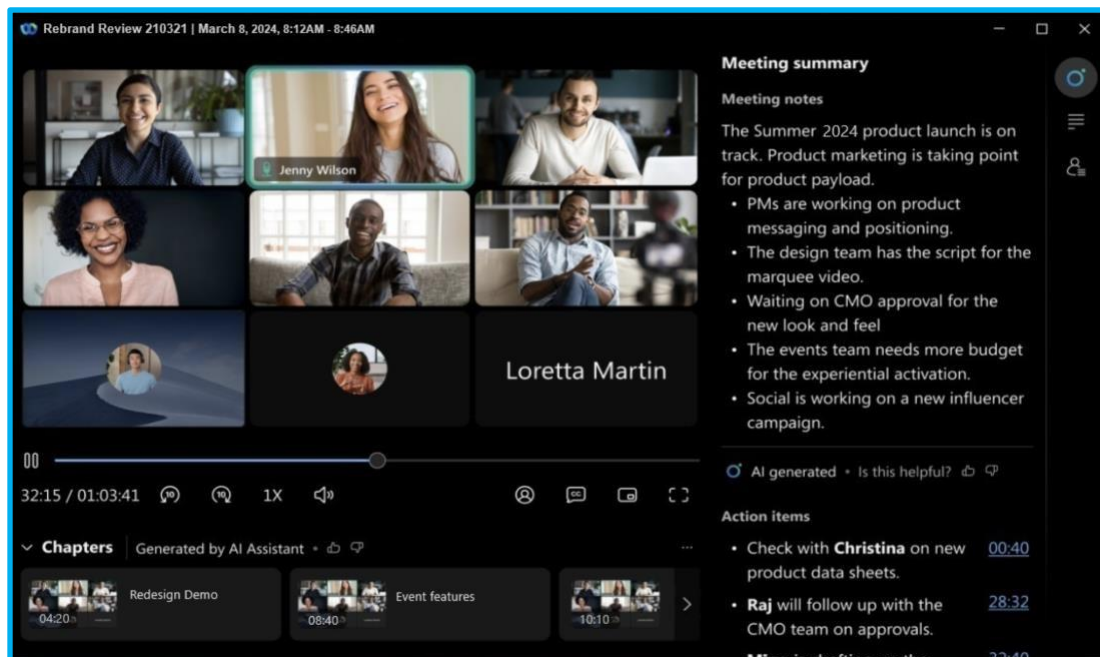 Rebrand Review 210321 | March 8, 2024, 8:12AM - 8:46AM
Jenny Wilson
Loretta Martin
32:15 / 01:03:41
10
10
1X
CC
Chapters
Generated by AI Assistant •
04:20
Redesign Demo
08:40
Event features
10:10
Meeting summary
Meeting notes
The Summer 2024 product launch is on
track. Product marketing is taking point
for product payload.
• PMs are working on product
messaging and positioning.
• The design team has the script for the
marquee video.
• Waiting on CMO approval for the
new look and feel
• The events team needs more budget
for the experiential activation.
• Social is working on a new influencer
campaign.
AI generated • Is this helpful?
Action items
• Check with Christina on new 00:40
product data sheets.
• Raj will follow up with the 28:32
CMO team on approvals.